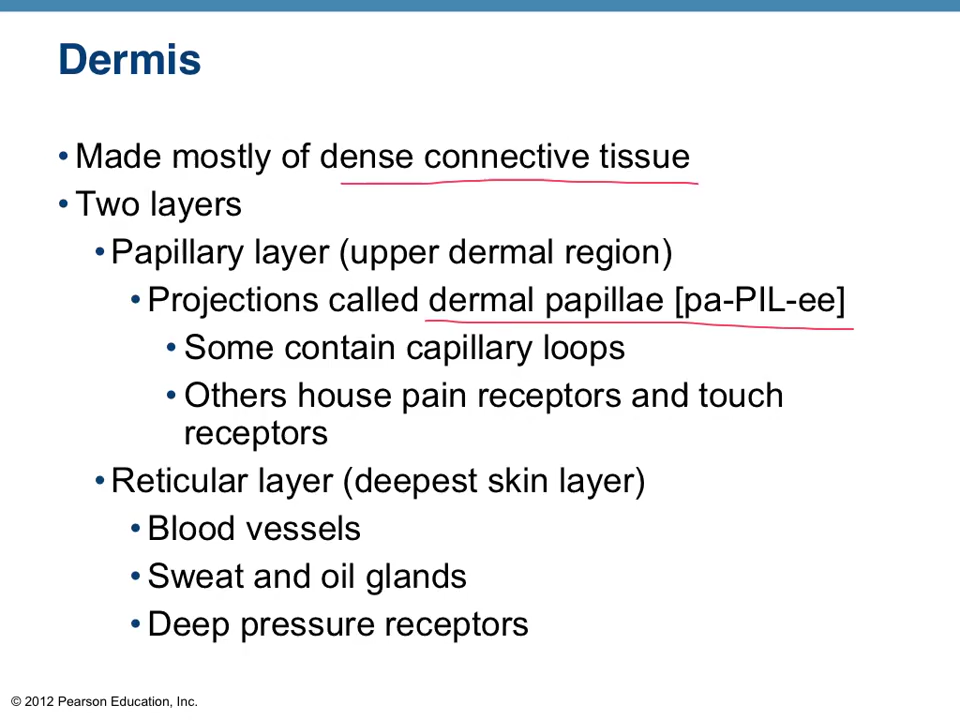 Dermis
• Made mostly of dense connective tissue
• Two layers
• Papillary layer (upper dermal region)
• Projections called dermal papillae [pa-PIL-ee]
• Some contain capillary loops
• Others house pain receptors and touch
receptors
• Reticular layer (deepest skin layer)
• Blood vessels
• Sweat and oil glands
• Deep pressure receptors
© 2012 Pearson Education, Inc.